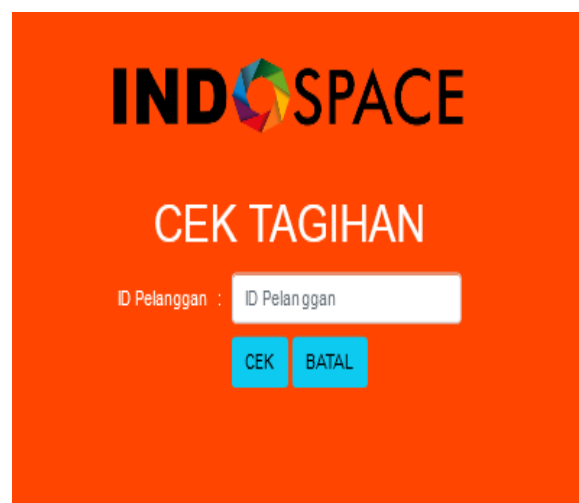 INDOSPACE
CEK TAGIHAN
ID Pelanggan : ID Pelanggan
CEK BATAL